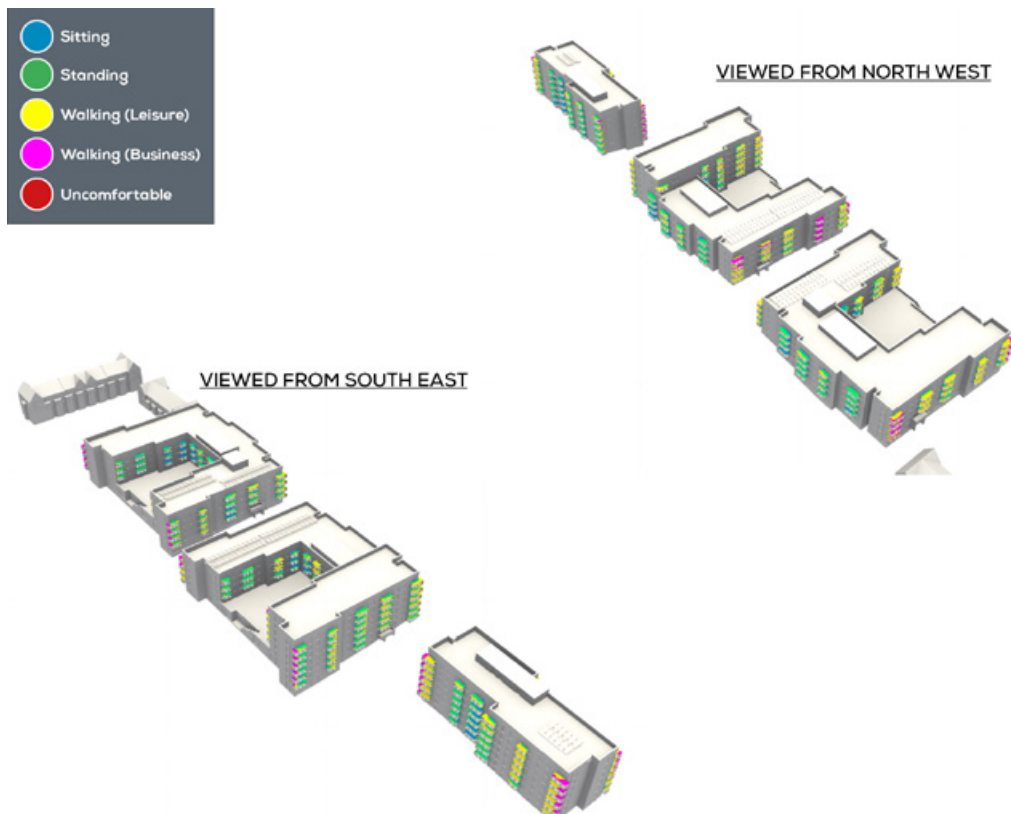 Sitting
Standing
Walking (Leisure)
Walking (Business)
Uncomfortable
VIEWED FROM NORTH WEST
VIEWED FROM SOUTH EAST